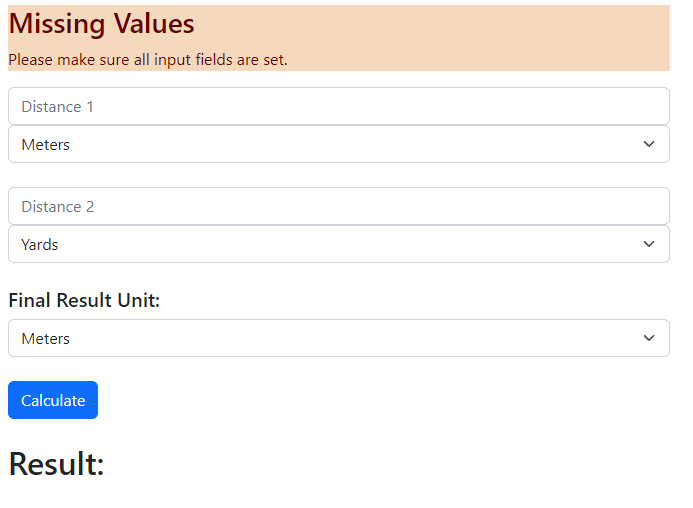 Missing Values
Please make sure all input fields are set.
Distance 1
Meters
Distance 2
Yards
Final Result Unit:
Meters
Calculate
Result: